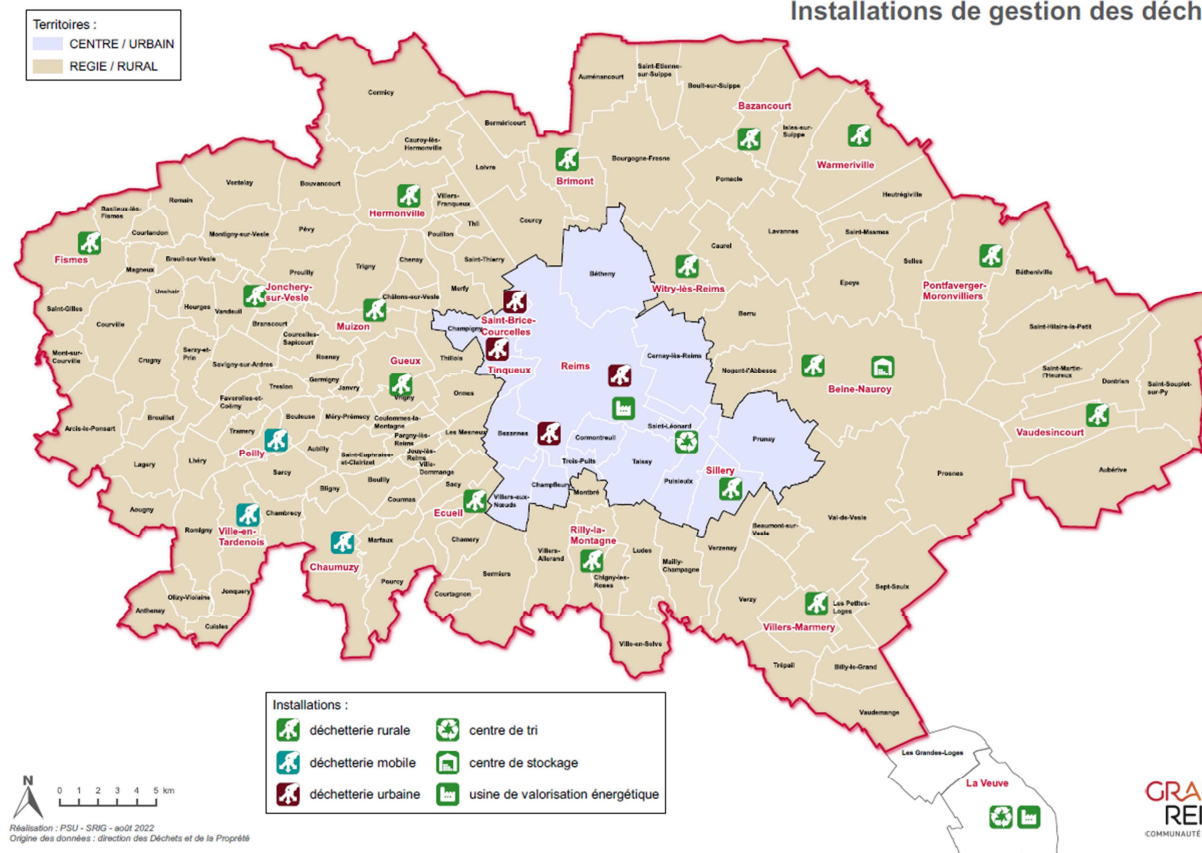 Installations de gestion des déch
Territoires :
CENTRE / URBAIN
REGIE / RURAL
Cormicy
Auménancourt
Saint-Etienne-
sur-Suippe
Boult-sur-Suippe
Bazancourt
Isles-sur-
Suippe
Warmeriville
Berméricourt
Cauroy-lès-
Hermonville
Loivre
Brimont
Bourgogne-Fresne
Pomacle
Heutrégiville
Ventelay
Bouvancourt
Romain
Hermonville
Villers-
Franqueux
Courcy
Thil
Pouillon
Lavannes
Saint-Masmes
Baslieux-lès-
Fismes
Courlandon
Montigny-sur-Vesle
Pévy
Caurel
Selles
Fismes
Magneux
Breuil-sur-Vesle
Prouilly
Trigny
Chenay
Saint-Thierry
Bétheny
Witry-lès-Reims
Epoye
Pontfaverger-
Moronvilliers
Bétheniville
Unchair
Jonchery-
sur-Vesle
Merfy
Châlons-sur-Vesle
Saint-Gilles
Courville
Hourges
Vandeuil
Branscourt
Muizon
Champigny
Saint-Brice-
Courcelles
Berru
Saint-Hilaire-le-Petit
Mont-sur-
Courville
Crugny
Serzy-et-
Prin
Courcelles-
Sapicourt
Rosnay
Gueux
Thillois
Tinqueux
Reims
Cernay-lès-Reims
Nogent-l'Abbesse
Beine-Nauroy
Saint-Martin-
l'Heureux
Dontrien
Saint-Souplet-
sur-Py
Savigny-sur-Ardres
Treslon
Germigny
Janvry
Vrigny
Ormes
Faverolles-et-
Coëmy
Bouleuse
Méry-Prémecy
Coulommes-la-
Montagne
Arcis-le-Ponsart
Brouillet
Tramery
Poilly
Aubilly
Pargny-lès-
Reims
Les Mesneux
Bezannes
Cormontreuil
Saint-Léonard
Prunay
Vaudesincourt
Lagery
Lhéry
Sarcy
Saint-Euphraise-
et-Clairizet
Jouy-lès-
Reims
Ville-
Dommange
Trois-Puits
Taissy
Sillery
Puisieulx
Prosnes
Aubérive
Bligny
Bouilly
Sacy
Champfleury
Montbré
Villers-aux-
Nœuds
Aougny
Romigny
Ville-en-
Tardenois
Chambrecy
Courmas
Ecueil
Val-de-Vesle
Beaumont-sur-
Vesle
Chaumuzy
Marfaux
Chamery
Villers-
Allerand
Rilly-la-
Montagne
Ludes
Mailly-
Champagne
Verzenay
Sermiers
Chigny-les-
Roses
Pourcy
Courtagnon
Verzy
Sept-Saulx
Les Petites-
Loges
Villers-Marmery
Jonquery
Olizy-Violaine
Anthenay
Cuisles
Ville-en-Selve
Trépail
Billy-le-Grand
Vaudemange
Les Grandes-Loges
La Veuve
Installations :
déchetterie rurale
déchetterie mobile
déchetterie urbaine
centre de tri
centre de stockage
usine de valorisation énergétique
N
0 1 2 3 4 5 km
Réalisation : PSU - SRIG - août 2022
Origine des données : direction des Déchets et de la Propreté
GRA
REI
COMMUNAUTÉ